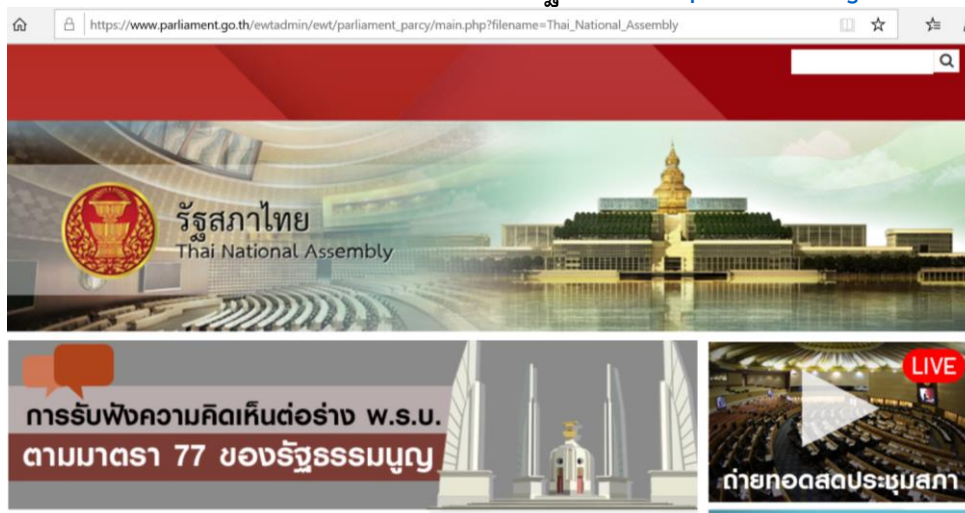 https://www.parliament.go.th/ewtadmin/ewt/parliament_parcy/main.php?filename=Thai_National_Assembly
รัฐสภาไทย
Thai National Assembly
การรับฟังความคิดเห็นต่อร่าง พ.ร.บ.
ตามมาตรา 77 ของรัฐธรรมนูญ
LIVE
ถ่ายทอดสดประชุมสภา